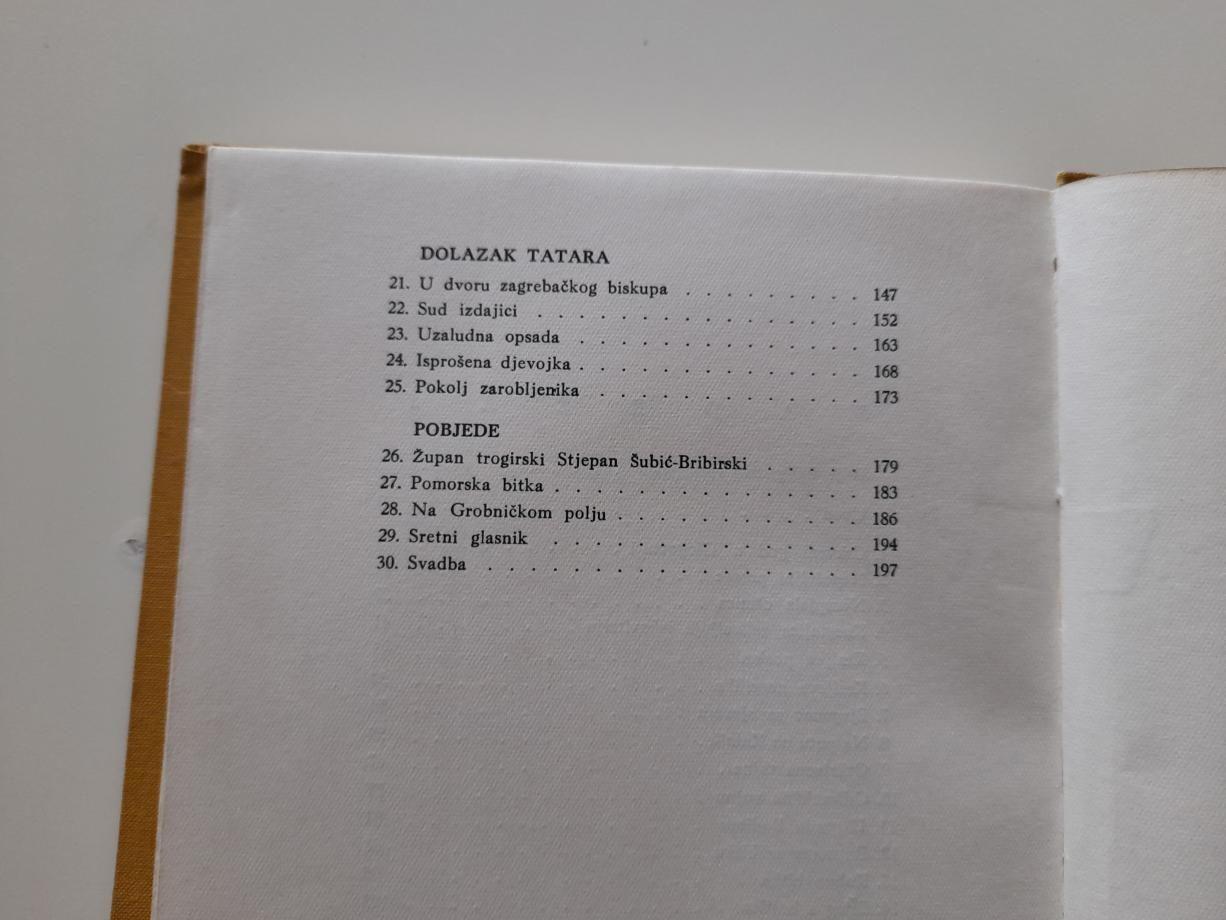 DOLAZAK TATARA
21. U dvoru zagrebačkog biskupa . . . . . . . . 147
22. Sud izdajici . . . . . . . . . . . . . . . . 152
23. Uzaludna opsada . . . . . . . . . . . . . . 163
24. Isprošena djevojka . . . . . . . . . . . . . . 168
25. Pokolj zarobljenika . . . . . . . . . . . . . 173
POBJEDE
26. Župan trogirski Stjepan Šubić-Bribirski . . . . . 179
27. Pomorska bitka . . . . . . . . . . . . . . . 183
28. Na Grobničkom polju . . . . . . . . . . . . 186
29. Sretni glasnik . . . . . . . . . . . . . . . 194
30. Svadba . . . . . . . . . . . . . . . . . . 197